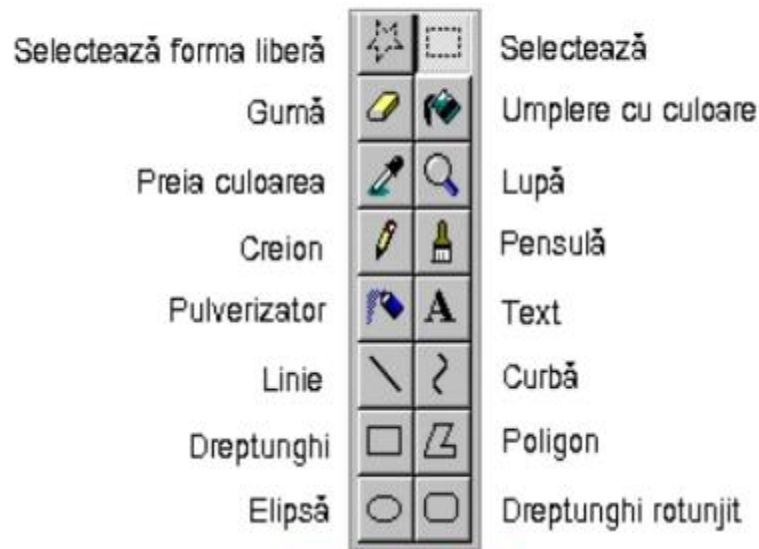 Selectează forma liberă Selectează
Gumă Umplere cu culoare
Preia culoarea Lupă
Creion Pensulă
Pulverizator A Text
Linie Curbă
Dreptunghi Poligon
Elipsă Dreptunghi rotunjit